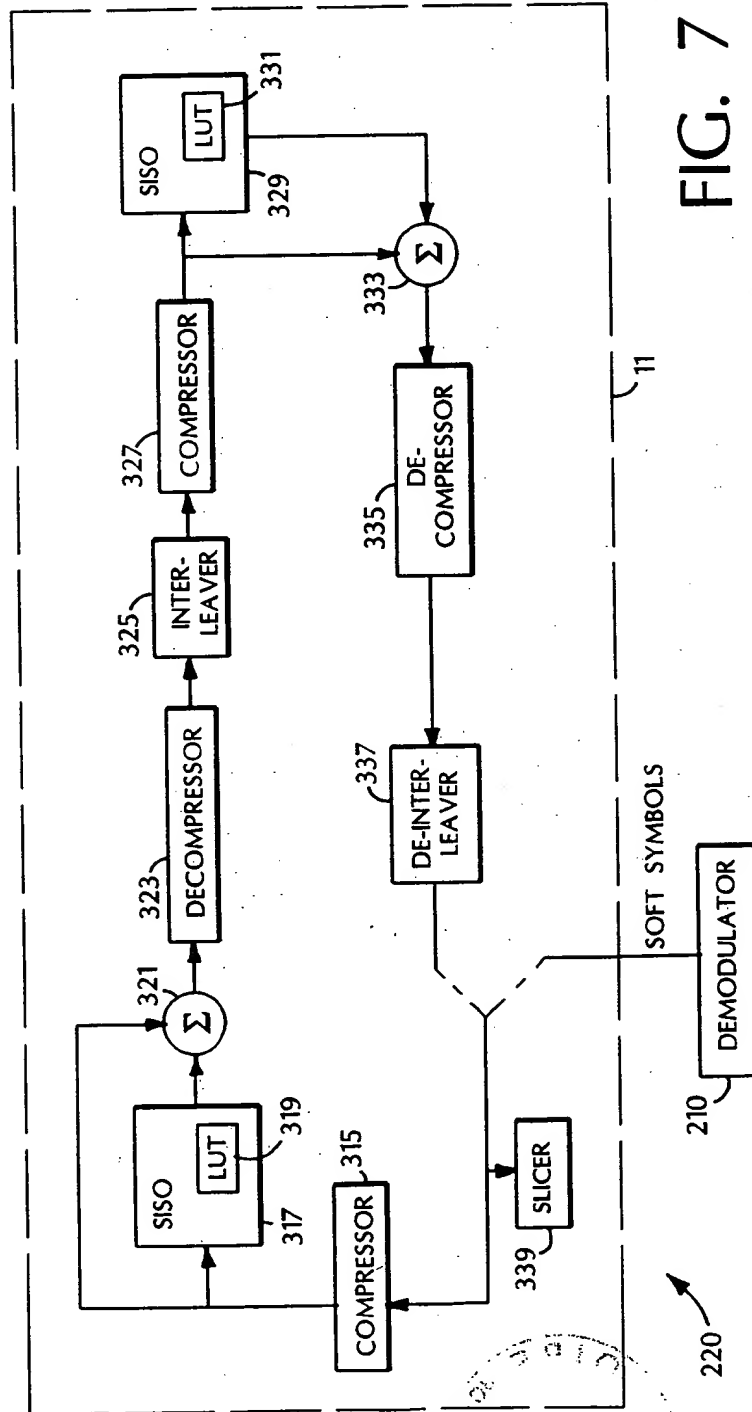 331
SISO
LUT
329
Σ
333
327
COMPRESSOR
DE-
COMPRESSOR
335
11
325
INTER-
LEAVER
323
DECOMPRESSOR
337
DE-INTER-
LEAVER
321
Σ
SISO
LUT
319
317
315
COMPRESSOR
SLICER
339
SOFT SYMBOLS
DEMODULATOR
210
220
FIG. 7